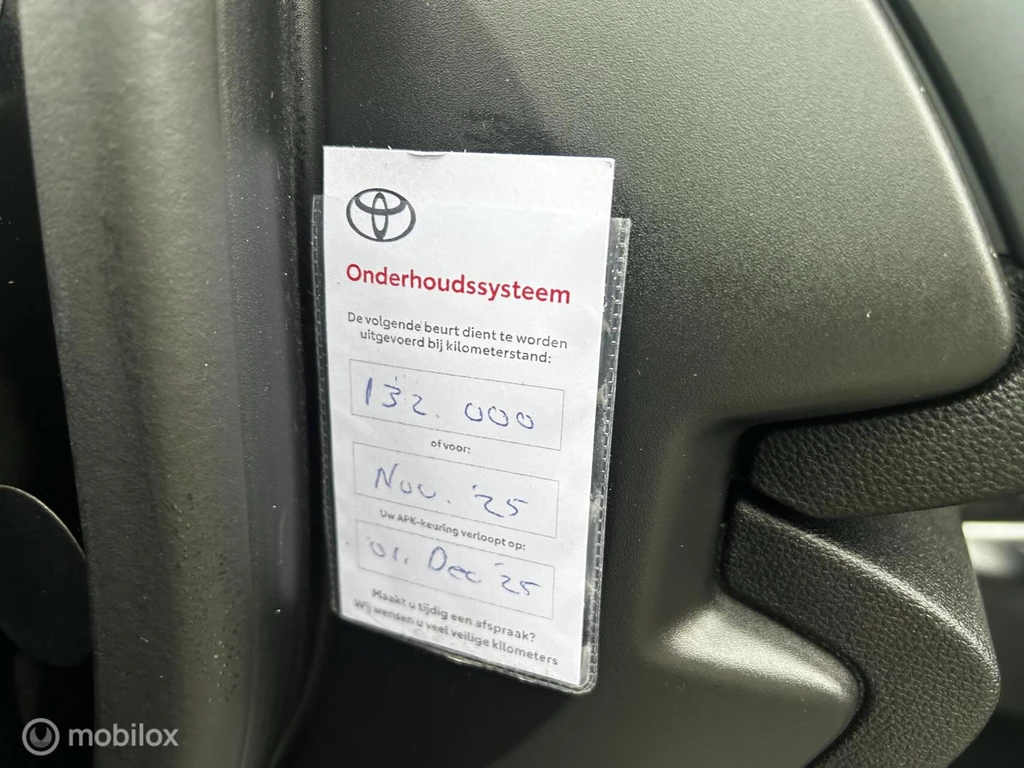 Onderhoudssysteem
De volgende beurt dient te worden
uitgevoerd bij kilometerstand:
132.000
of voor:
Nov. '25
Uw APK-keuring verloopt op:
01. Dec '25
Maakt u tijdig een afspraak?
Wij wensen u veel veilige kilometers
mobilox